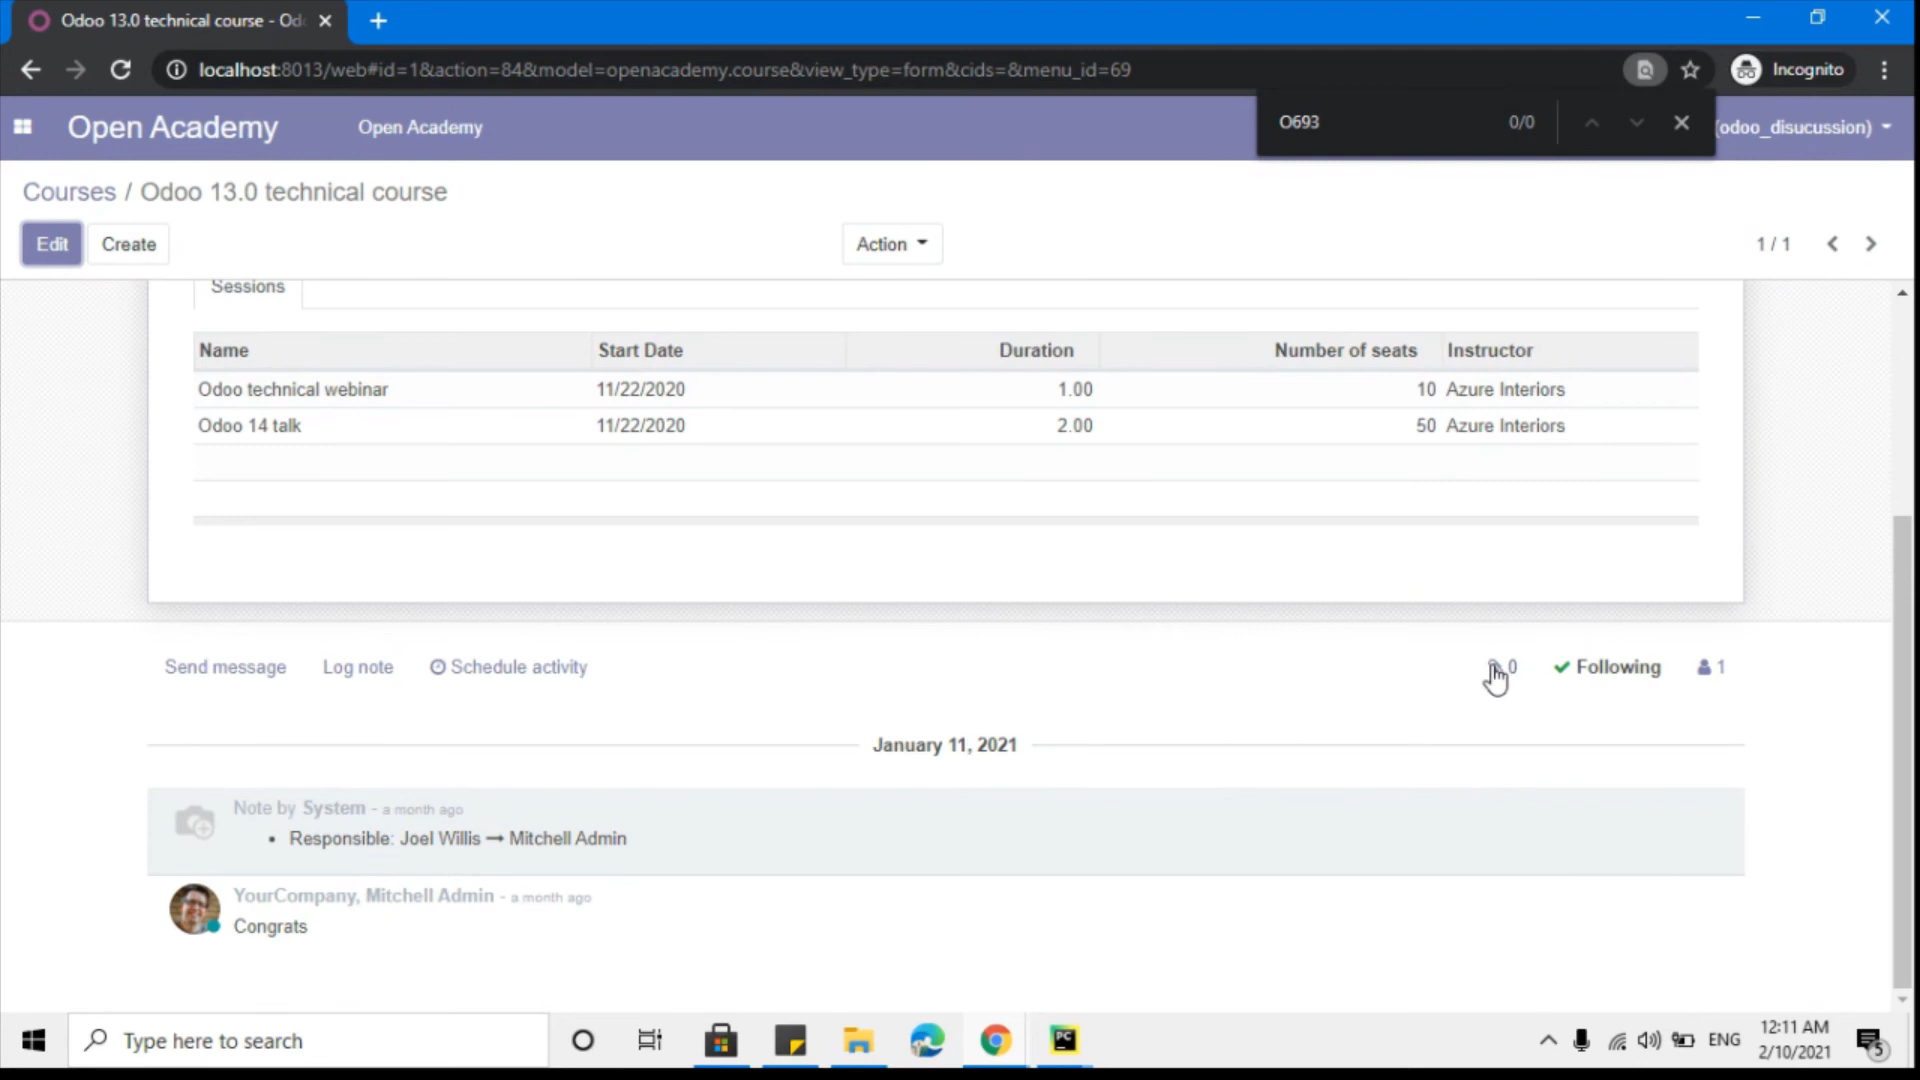 Odoo 13.0 technical course - Od
localhost:8013/web#id=1&action=84&model=openacademy.course&view_type=form&cids=&menu_id=69
Incognito
Open Academy
Open Academy
O693
0/0
(odoo_disucussion)
Courses / Odoo 13.0 technical course
Edit
Create
Action
1 / 1
Sessions
Name Start Date Duration Number of seats Instructor
Odoo technical webinar 11/22/2020 1.00 10 Azure Interiors
Odoo 14 talk 11/22/2020 2.00 50 Azure Interiors
Send message
Log note
Schedule activity
0
Following
1
January 11, 2021
Note by System - a month ago
• Responsible: Joel Willis → Mitchell Admin
YourCompany, Mitchell Admin - a month ago
Congrats
Type here to search
PC
ENG
12:11 AM
2/10/2021
5